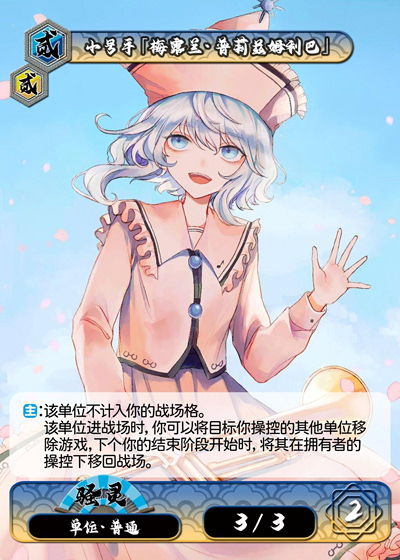 贰
小号手「梅露兰·普莉兹姆利巴」
贰
主:该单位不计入你的战场格。
该单位进战场时,你可以将目标你操控的其他单位移
除游戏,下个你的结束阶段开始时,将其在拥有者的
操控下移回战场。
骚灵
单位·普通
3/3
2